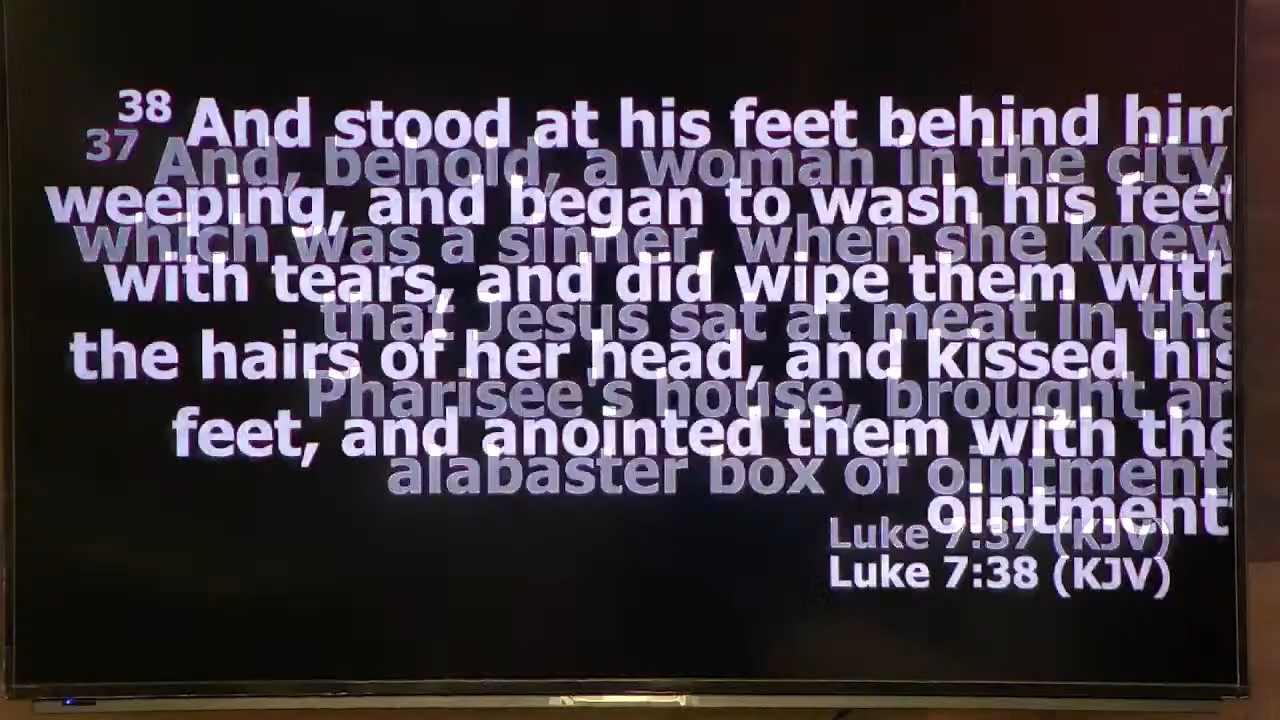 38 And stood at his feet behind him
weeping, and began to wash his feet
with tears, and did wipe them with
the hairs of her head, and kissed his
feet, and anointed them with the
ointment
Luke 7:38 (KJV)
37 And, behold, a woman in the city,
which was a sinner, when she knew
that Jesus sat at meat in the
Pharisee's house, brought an
alabaster box of ointment
Luke 7:37 (KJV)